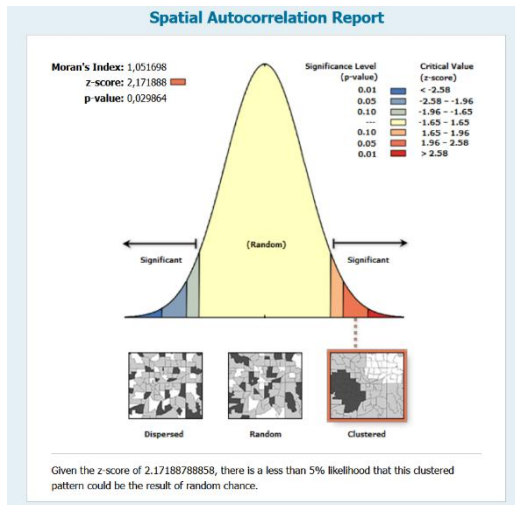 Spatial Autocorrelation Report
Moran's Index: 1,051698
z-score: 2,171888
p-value: 0,029864
Significance Level
(p-value)
Critical Value
(z-score)
0.01 < -2.58
0.05 -2.58 - -1.96
0.10 -1.96 - -1.65
--- -1.65 - 1.65
0.10 1.65 - 1.96
0.05 1.96 - 2.58
0.01 > 2.58
(Random)
Significant
Significant
Dispersed
Random
Clustered
Given the z-score of 2.17188788858, there is a less than 5% likelihood that this clustered
pattern could be the result of random chance.